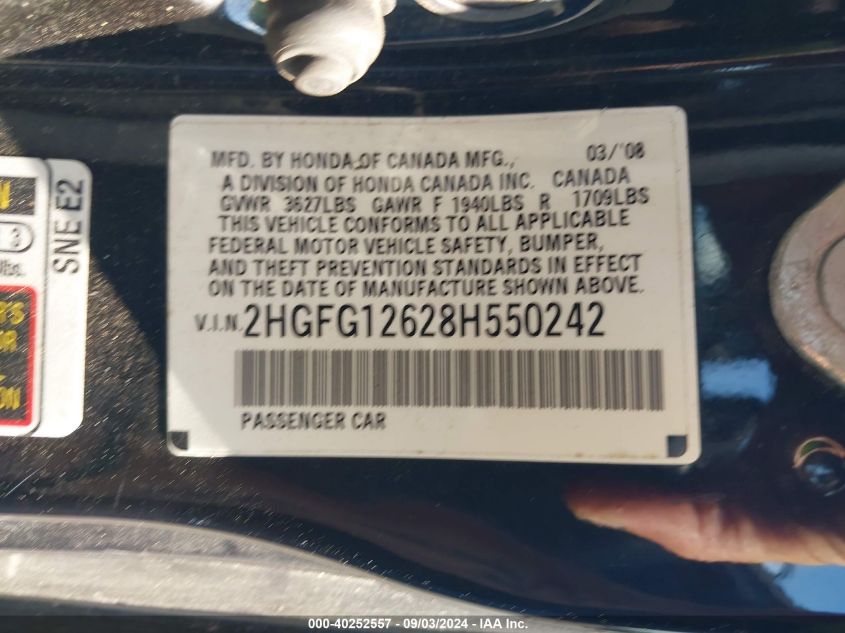 MFD. BY HONDA OF CANADA MFG., 03/'08
A DIVISION OF HONDA CANADA INC. CANADA
GVWR 3627LBS GAWR F 1940LBS R 1709LBS
THIS VEHICLE CONFORMS TO ALL APPLICABLE
FEDERAL MOTOR VEHICLE SAFETY, BUMPER,
AND THEFT PREVENTION STANDARDS IN EFFECT
ON THE DATE OF MANUFACTURE SHOWN ABOVE.
V.I.N. 2HGFG12628H550242
PASSENGER CAR
SNE E2
3
lbs.
000-40252557 - 09/03/2024 - IAA Inc.